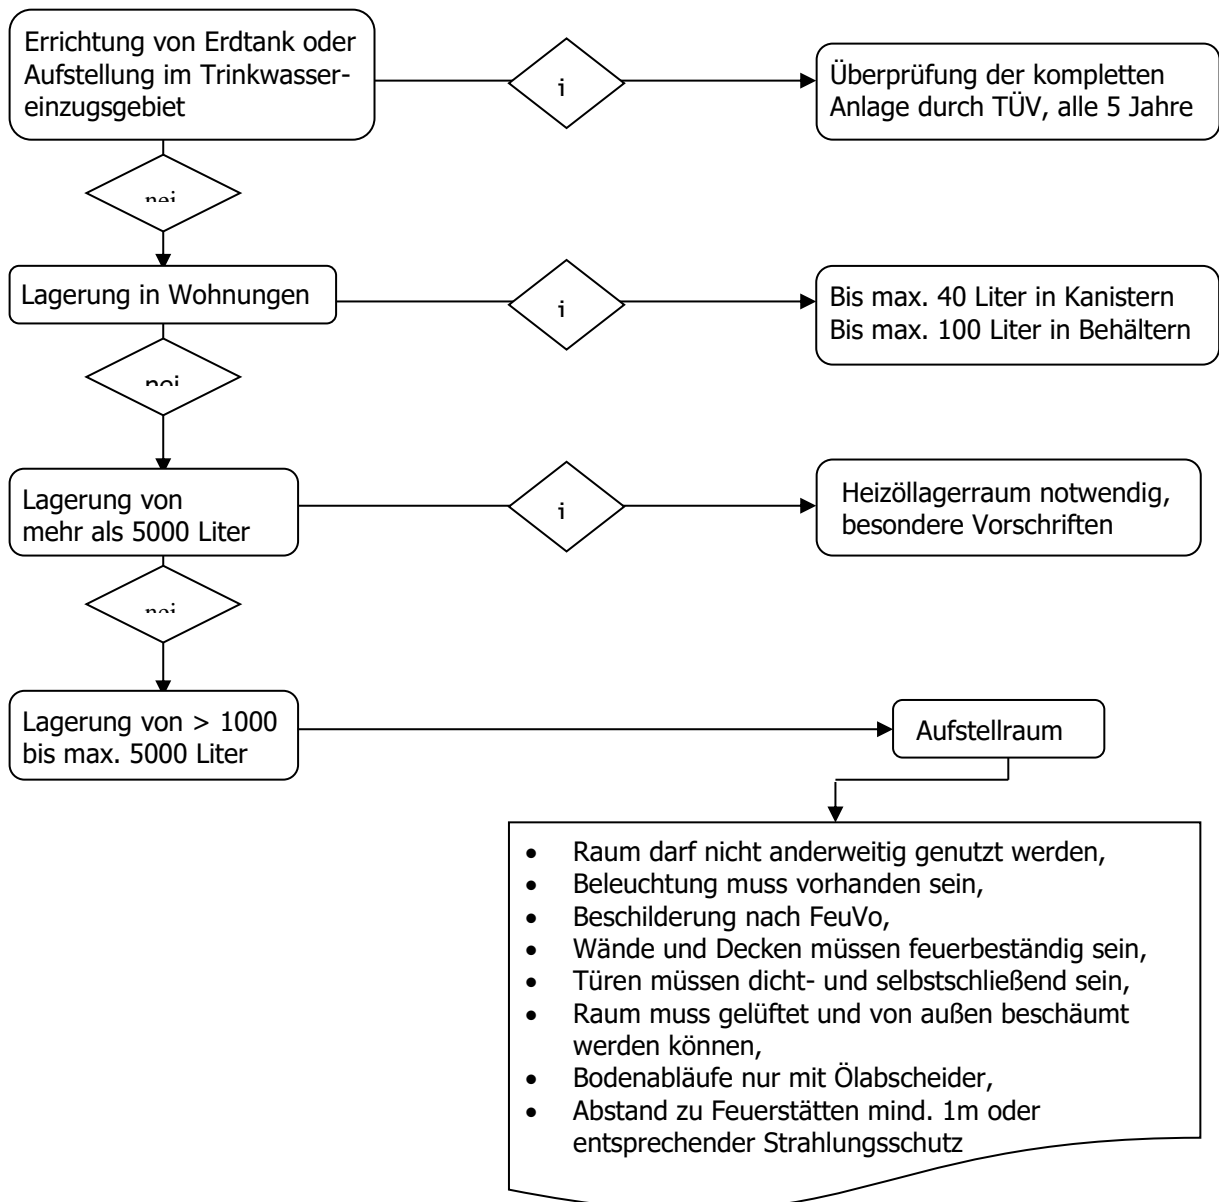 Errichtung von Erdtank oder
Aufstellung im Trinkwasser-
einzugsgebiet
i
Überprüfung der kompletten
Anlage durch TÜV, alle 5 Jahre
nei
Lagerung in Wohnungen
i
Bis max. 40 Liter in Kanistern
Bis max. 100 Liter in Behältern
nei
Lagerung von
mehr als 5000 Liter
i
Heizöllagerraum notwendig,
besondere Vorschriften
nei
Lagerung von > 1000
bis max. 5000 Liter
Aufstellraum
• Raum darf nicht anderweitig genutzt werden,
• Beleuchtung muss vorhanden sein,
• Beschilderung nach FeuVo,
• Wände und Decken müssen feuerbeständig sein,
• Türen müssen dicht- und selbstschließend sein,
• Raum muss gelüftet und von außen beschäumt
werden können,
• Bodenabläufe nur mit Ölabscheider,
• Abstand zu Feuerstätten mind. 1m oder
entsprechender Strahlungsschutz